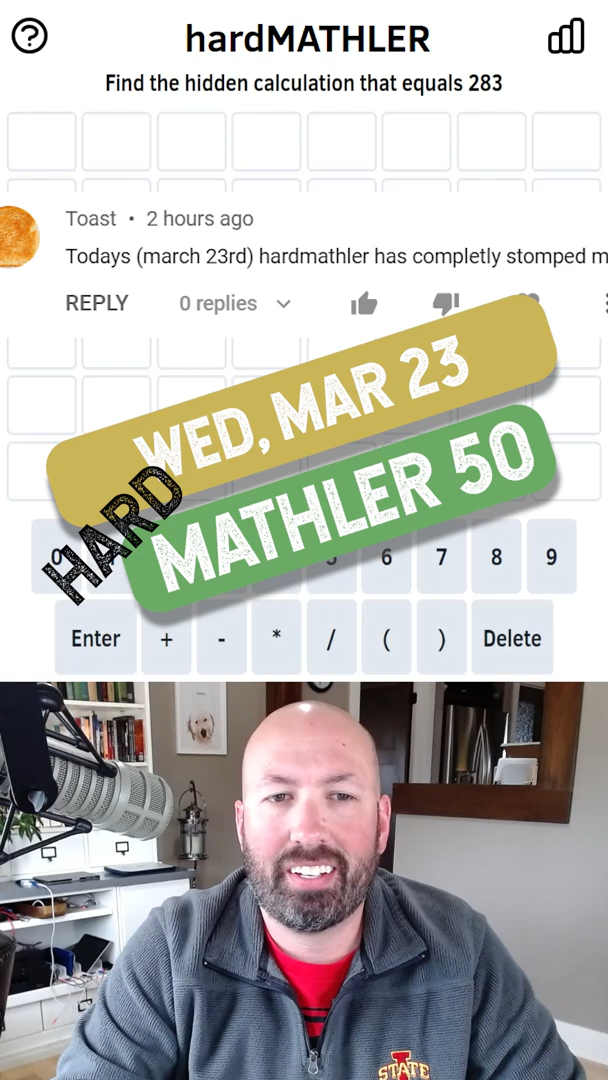 hardMATHLER
Find the hidden calculation that equals 283
Toast • 2 hours ago
Todays (march 23rd) hardmathler has completly stomped m
REPLY 0 replies
WED, MAR 23
HARD
MATHLER 50
0 6 7 8 9
Enter + - * / ( ) Delete
STATE